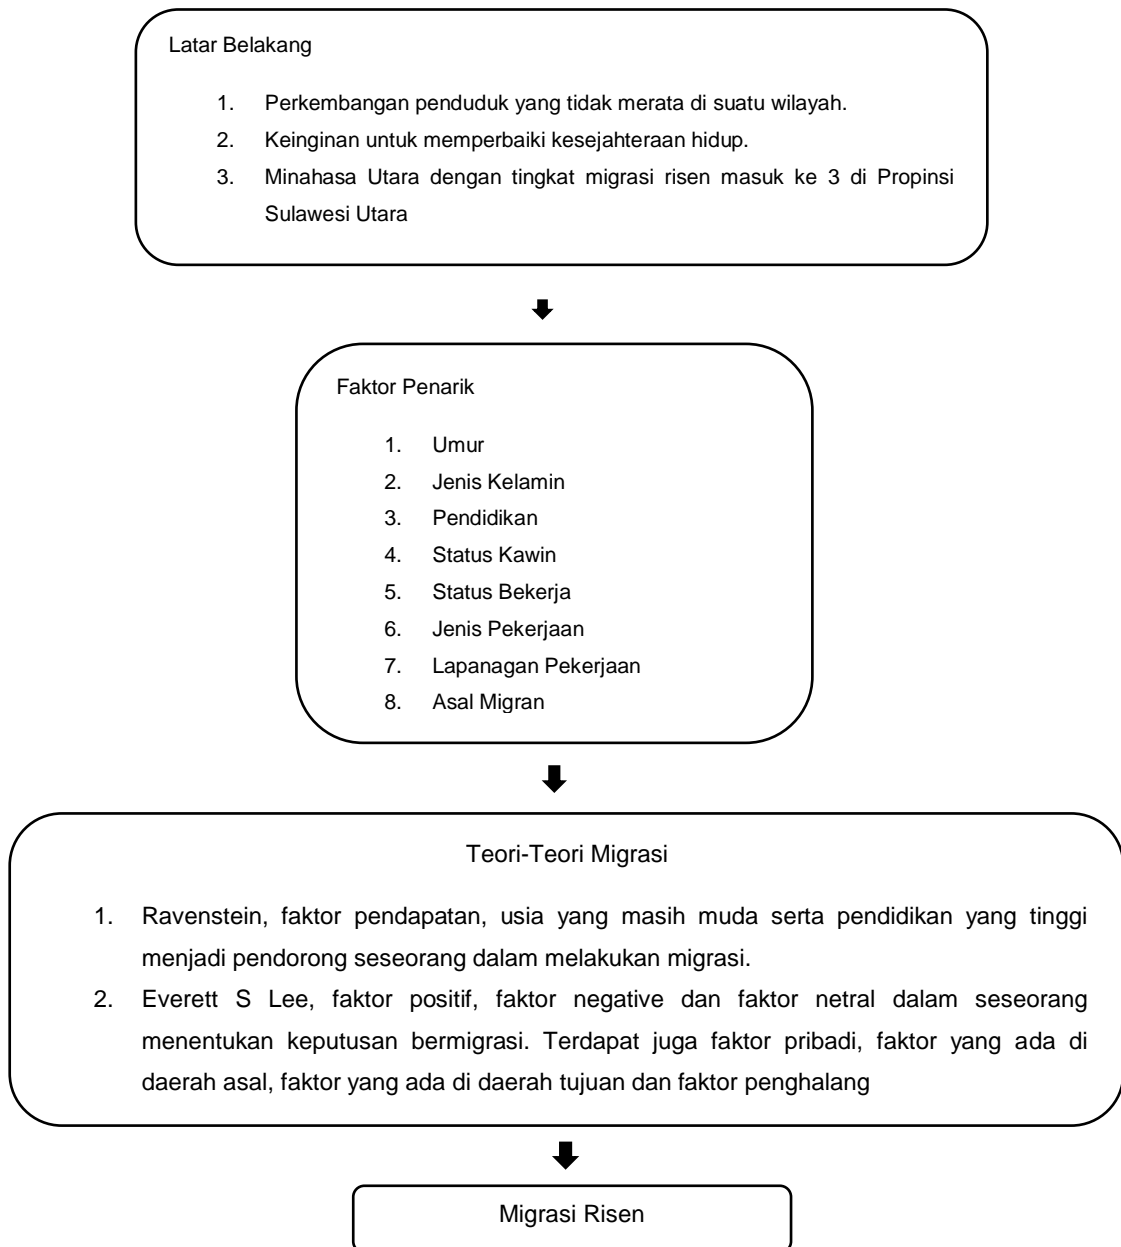 Latar Belakang
1. Perkembangan penduduk yang tidak merata di suatu wilayah.
2. Keinginan untuk memperbaiki kesejahteraan hidup.
3. Minahasa Utara dengan tingkat migrasi risen masuk ke 3 di Propinsi
Sulawesi Utara
Faktor Penarik
1. Umur
2. Jenis Kelamin
3. Pendidikan
4. Status Kawin
5. Status Bekerja
6. Jenis Pekerjaan
7. Lapanagan Pekerjaan
8. Asal Migran
Teori-Teori Migrasi
1. Ravenstein, faktor pendapatan, usia yang masih muda serta pendidikan yang tinggi
menjadi pendorong seseorang dalam melakukan migrasi.
2. Everett S Lee, faktor positif, faktor negative dan faktor netral dalam seseorang
menentukan keputusan bermigrasi. Terdapat juga faktor pribadi, faktor yang ada di
daerah asal, faktor yang ada di daerah tujuan dan faktor penghalang
Migrasi Risen